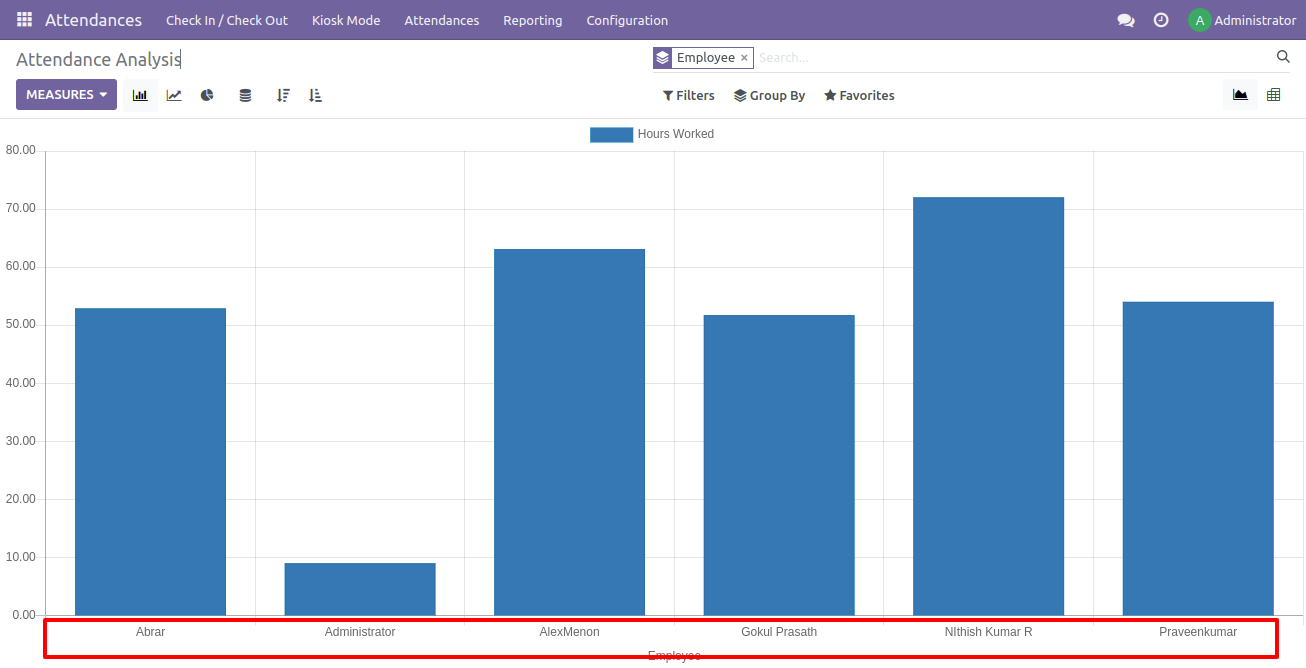 Attendances Check In / Check Out Kiosk Mode Attendances Reporting Configuration A Administrator
Attendance Analysis
Employee × Search...
MEASURES Filters Group By Favorites
Hours Worked
80.00
70.00
60.00
50.00
40.00
30.00
20.00
10.00
0.00
Abrar Administrator AlexMenon Gokul Prasath NIthish Kumar R Praveenkumar
Employee